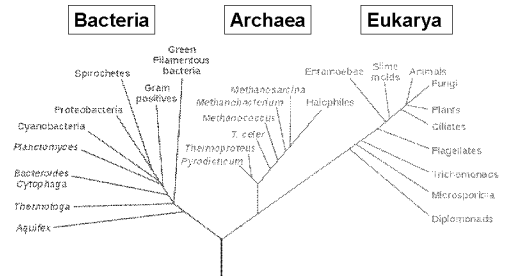 Bacteria
Archaea
Eukarya
Green
Filamentous
bacteria
Spirochetes
Gram
positives
Proteobacteria
Cyanobacteria
Planctomyces
Bacteroides
Cytophaga
Thermotoga
Aquifex
Methanosarcina
Methanobacterium
Halophiles
Methanococcus
T. celer
Thermoproteus
Pyrodicticum
Entamoebae
Slime
molds
Animals
Fungi
Plants
Ciliates
Flagellates
Trichomonads
Microsporidia
Diplomonads